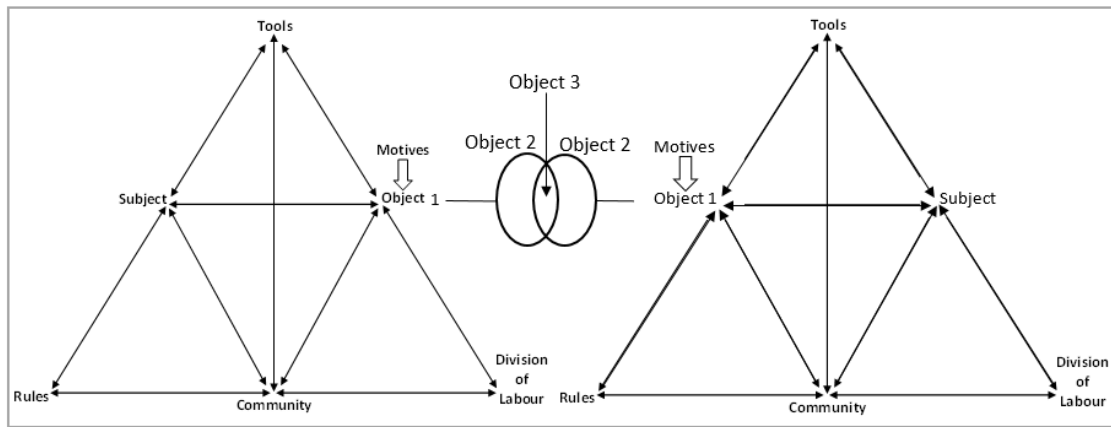 Tools
Tools
Object 3
Object 2
Object 2
Motives
Motives
Subject
Object 1
Object 1
Subject
Division
of
Labour
Division
of
Labour
Rules
Community
Rules
Community